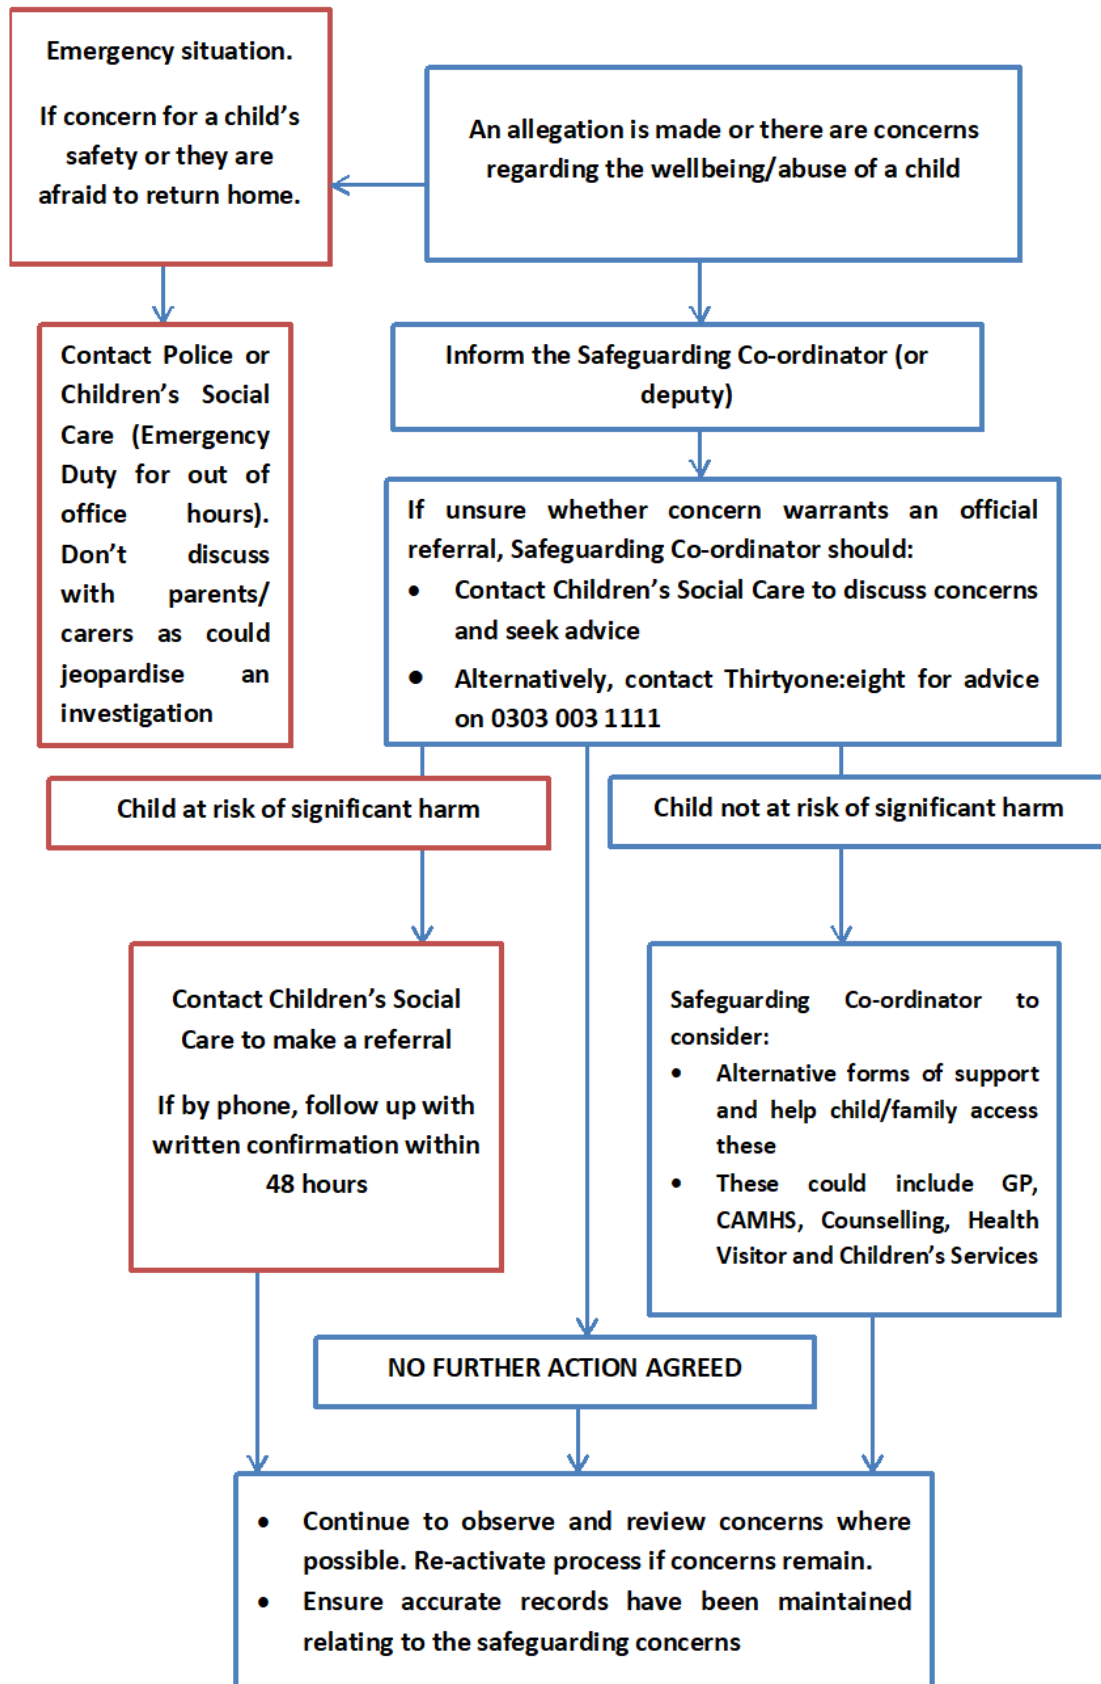 Emergency situation.
If concern for a child's
safety or they are
afraid to return home.
An allegation is made or there are concerns
regarding the wellbeing/abuse of a child
Contact Police or
Children's Social
Care (Emergency
Duty for out of
office hours).
Don't discuss
with parents/
carers as could
jeopardise an
investigation
Inform the Safeguarding Co-ordinator (or
deputy)
If unsure whether concern warrants an official
referral, Safeguarding Co-ordinator should:
• Contact Children's Social Care to discuss concerns
and seek advice
• Alternatively, contact Thirtyone:eight for advice
on 0303 003 1111
Child at risk of significant harm
Child not at risk of significant harm
Contact Children's Social
Care to make a referral
If by phone, follow up with
written confirmation within
48 hours
Safeguarding Co-ordinator to
consider:
• Alternative forms of support
and help child/family access
these
• These could include GP,
CAMHS, Counselling, Health
Visitor and Children's Services
NO FURTHER ACTION AGREED
• Continue to observe and review concerns where
possible. Re-activate process if concerns remain.
• Ensure accurate records have been maintained
relating to the safeguarding concerns